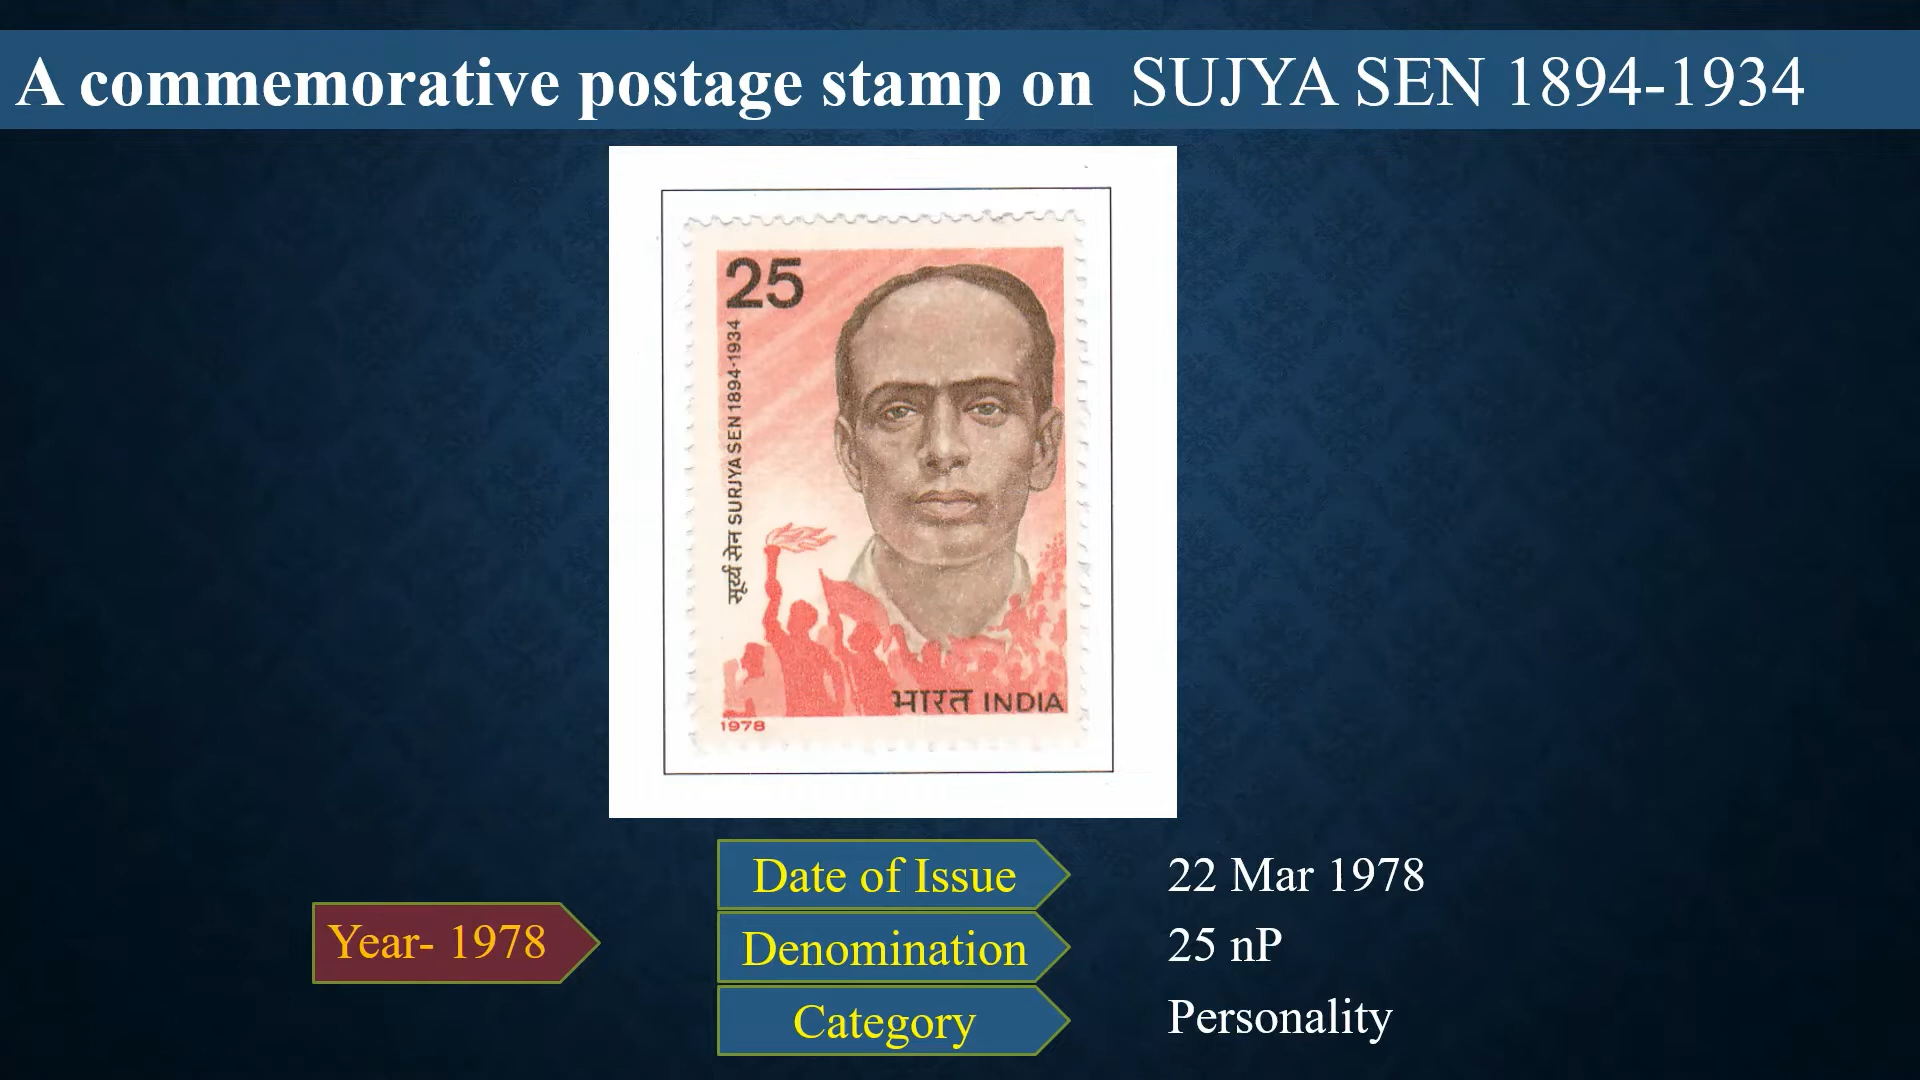 A commemorative postage stamp on SUJYA SEN 1894-1934
25
सूर्य्य सेन SURJYA SEN 1894-1934
भारत INDIA
1978
Date of Issue 22 Mar 1978
Year- 1978
Denomination 25 nP
Category Personality